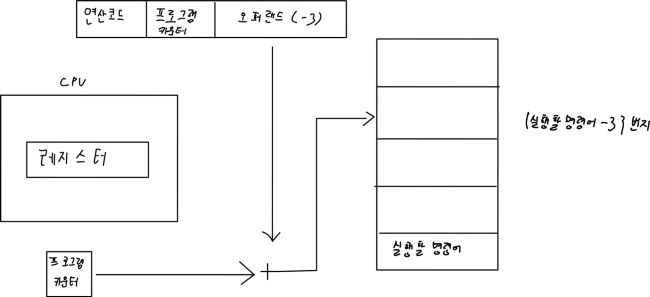 연산코드
프로그램
카운터
오퍼랜드 (-3)
CPU
레지스터
{실행할 명령어 -3} 번지
실행할 명령어
프로그램
카운터